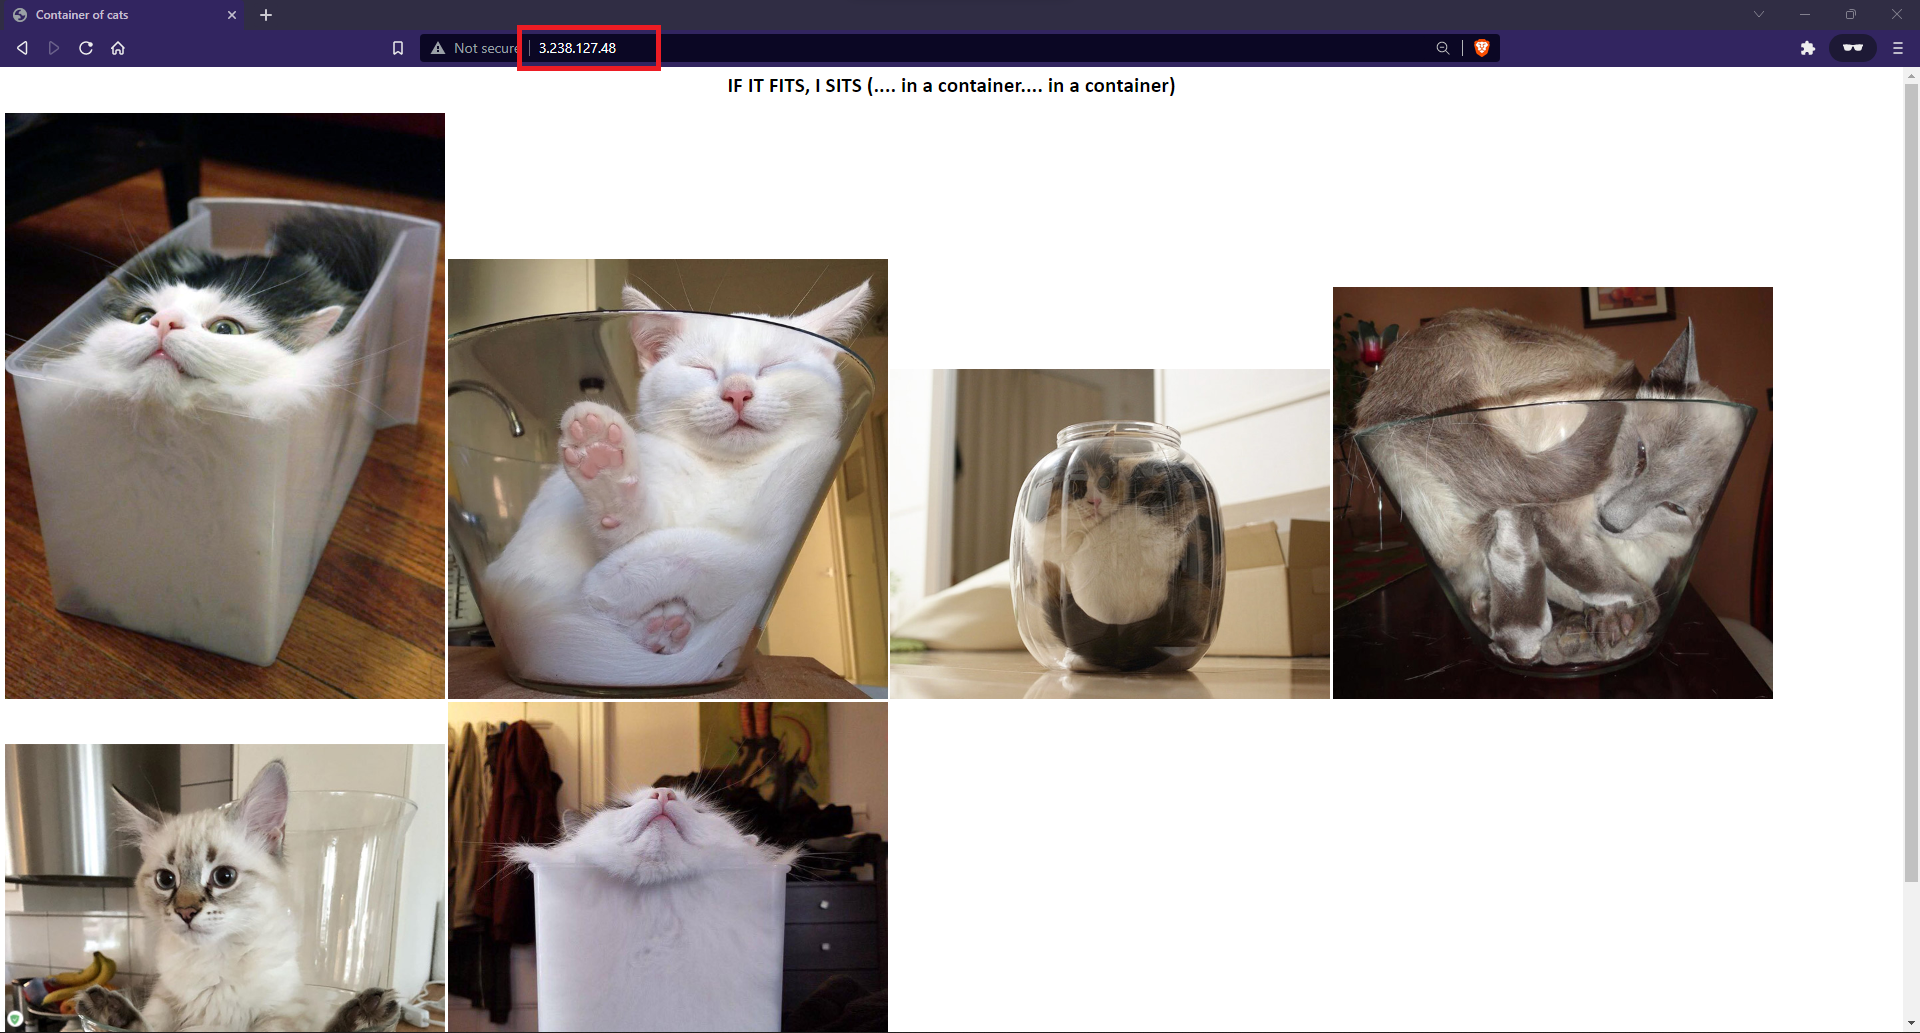 Container of cats
Not secure 3.238.127.48
IF IT FITS, I SITS (.... in a container.... in a container)